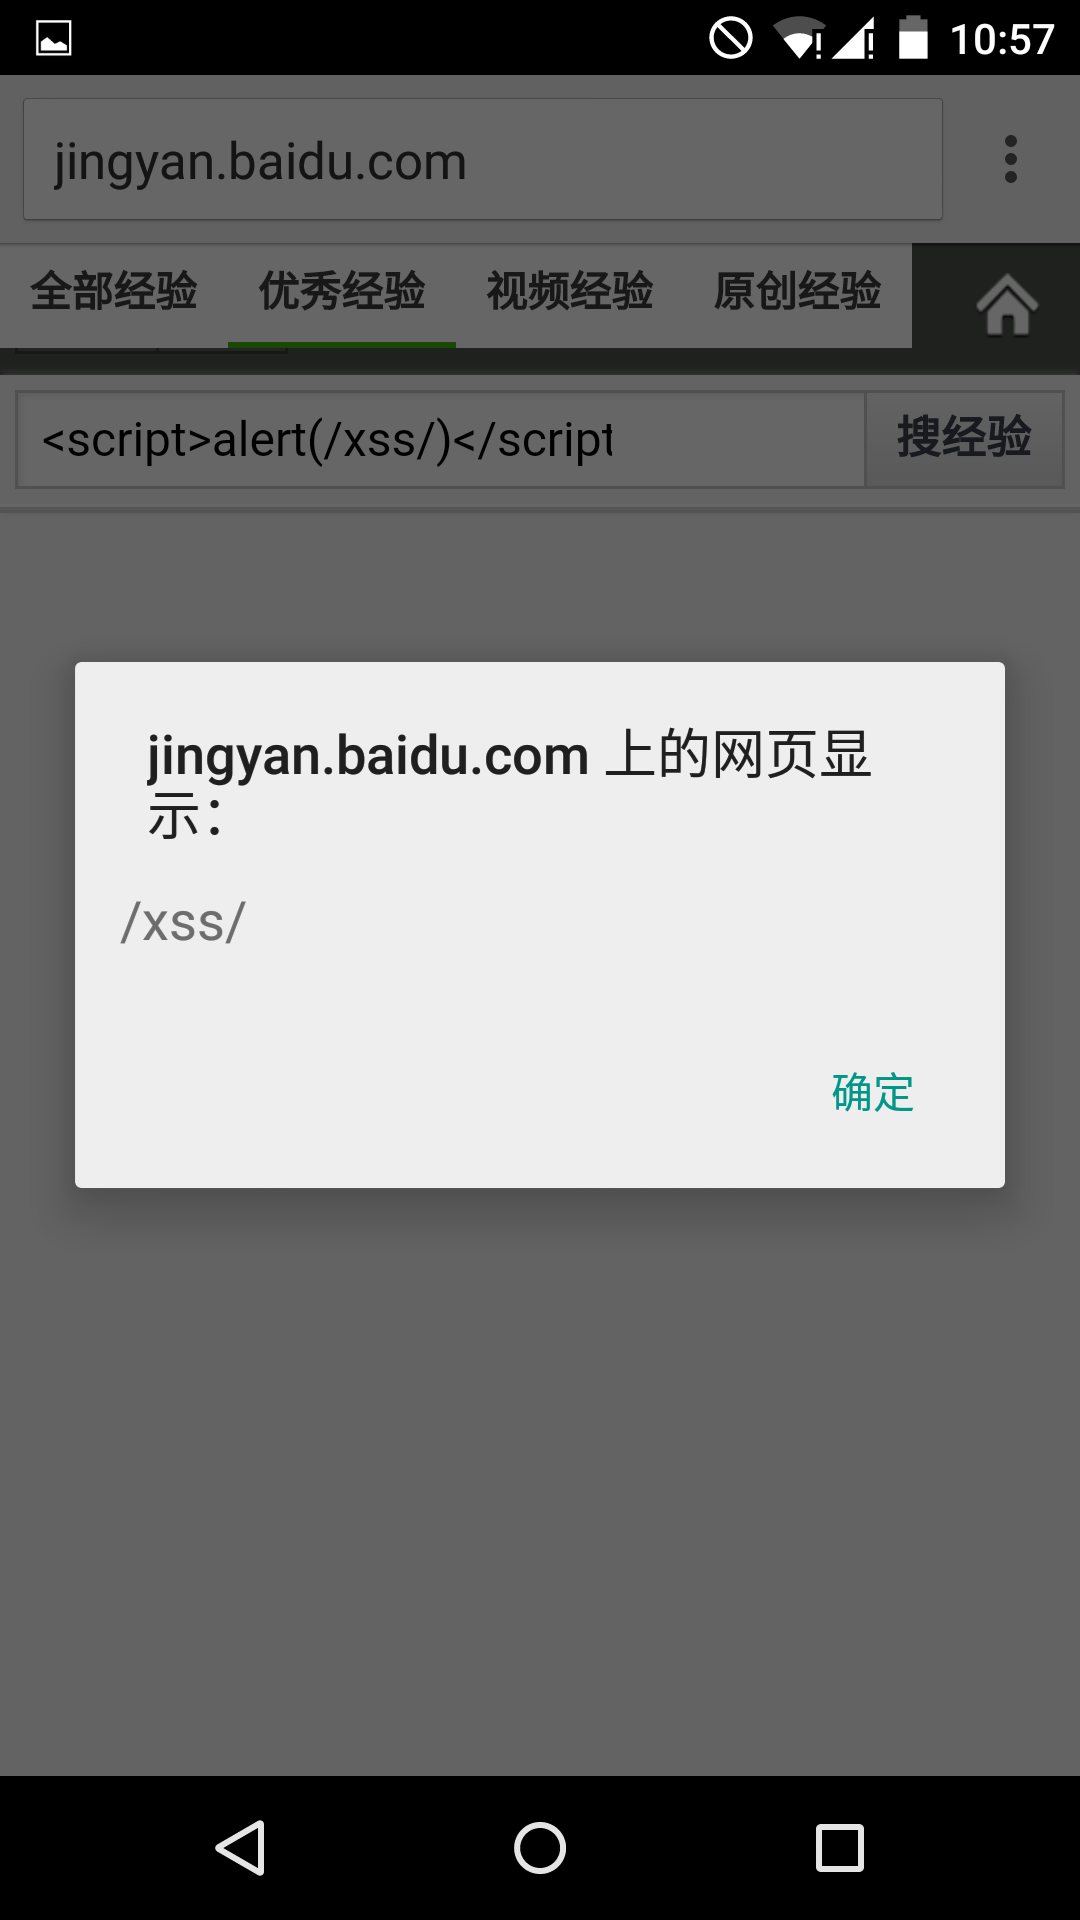 10:57
jingyan.baidu.com
全部经验 优秀经验 视频经验 原创经验
<script>alert(/xss/)</script 搜经验
jingyan.baidu.com 上的网页显
示：
/xss/
确定